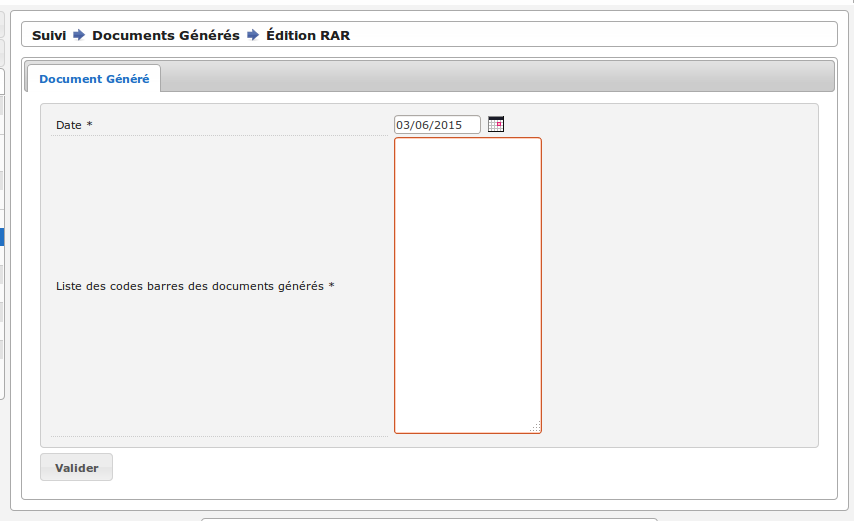 Suivi Documents Générés Édition RAR
Document Généré
Date * 03/06/2015
Liste des codes barres des documents générés *
Valider